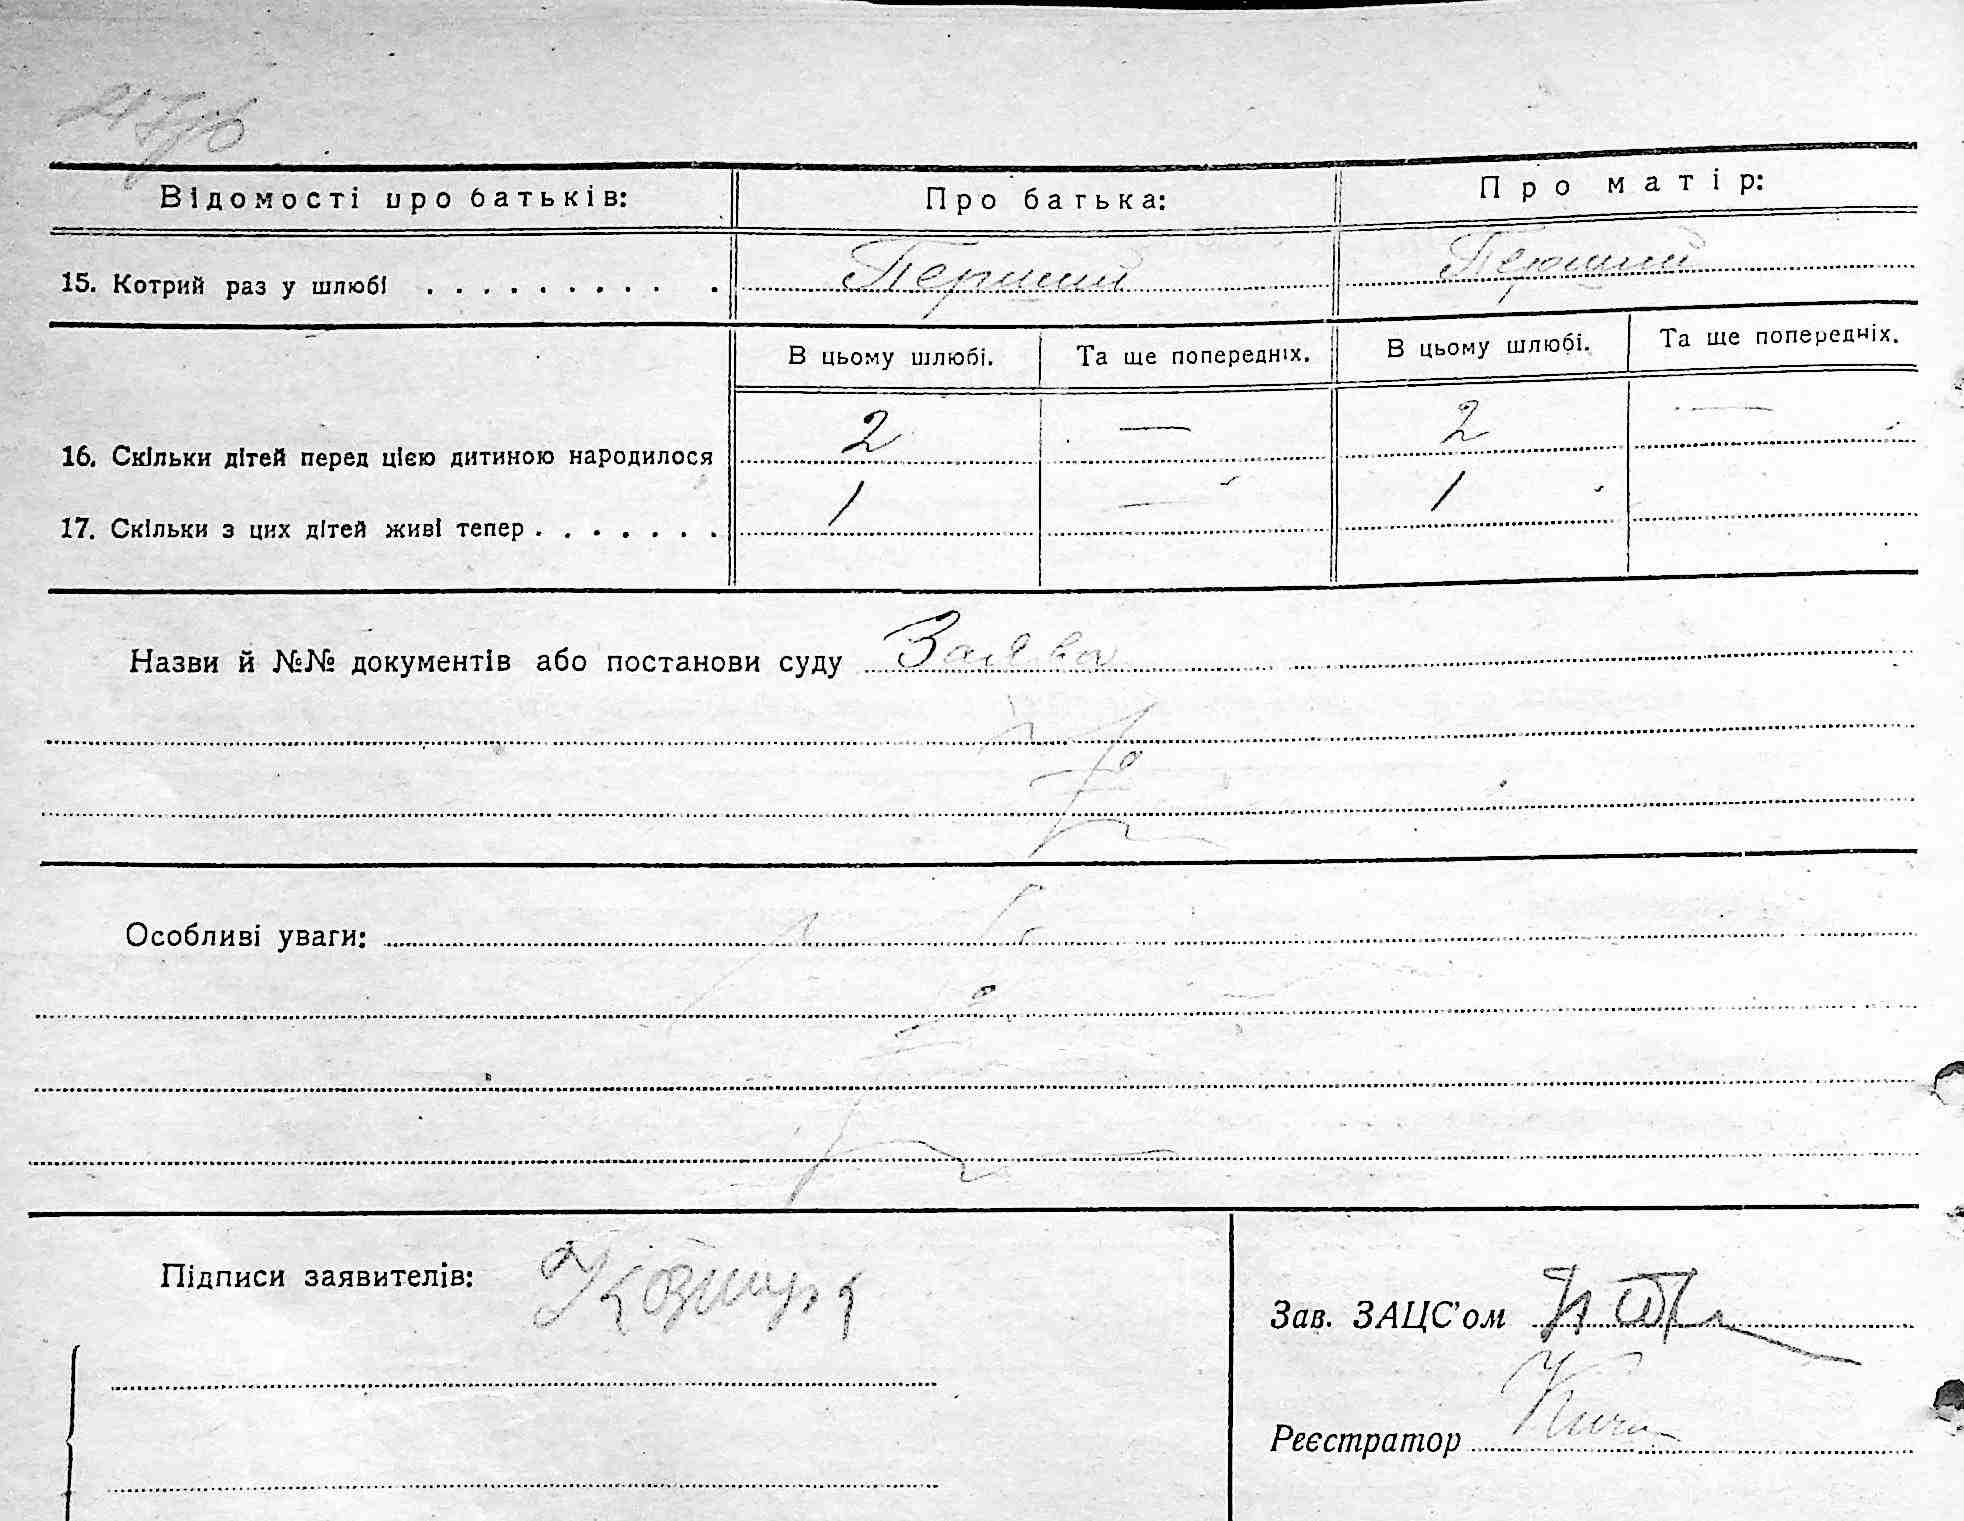 Відомості про батьків: Про батька: Про матір:
15. Котрий раз у шлюбі . . . . . . . . . . . Перший Перший
В цьому шлюбі. Та ще попередніх. В цьому шлюбі. Та ще попередніх.
16. Скільки дітей перед цією дитиною народилося 2 — 2 —
17. Скільки з цих дітей живі тепер . . . . . . . 1 — 1
Назви й №№ документів або постанови суду Заява
Особливі уваги:
Підписи заявителів:
Зав. ЗАЦС'ом
Реєстратор